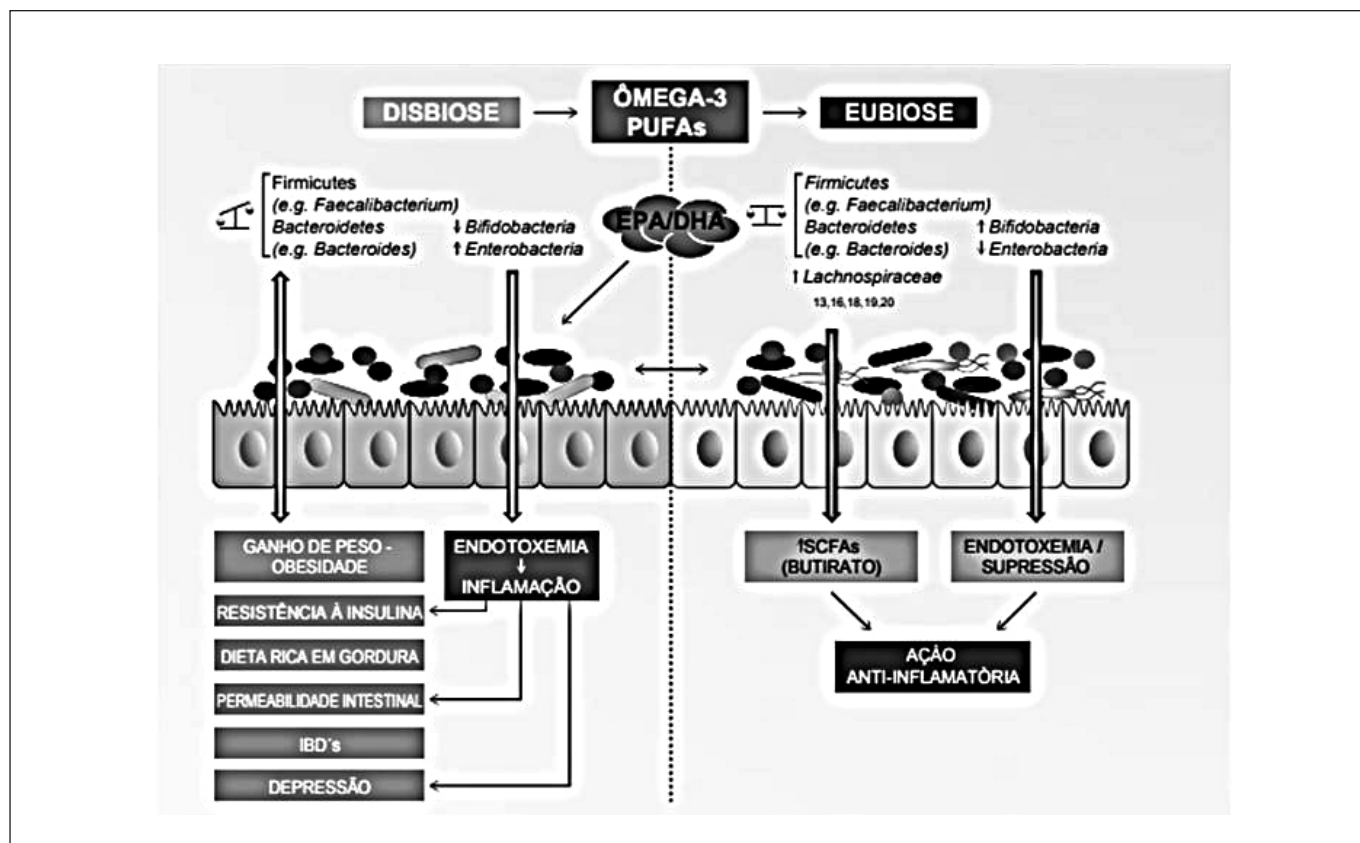 DISBIOSE
ÔMEGA-3
PUFAs
EUBIOSE
Firmicutes
(e.g. Faecalibacterium)
Bacteroidetes
(e.g. Bacteroides)
↓ Bifidobacteria
↑ Enterobacteria
EPA/DHA
Firmicutes
(e.g. Faecalibacterium)
Bacteroidetes
(e.g. Bacteroides)
↑ Lachnospiraceae
13,16,18,19,20
↑ Bifidobacteria
↓ Enterobacteria
GANHO DE PESO -
OBESIDADE
RESISTÊNCIA À INSULINA
DIETA RICA EM GORDURA
PERMEABILIDADE INTESTINAL
IBD´s
DEPRESSÃO
ENDOTOXEMIA
↓
INFLAMAÇÃO
↑SCFAs
(BUTIRATO)
ENDOTOXEMIA /
SUPRESSÃO
AÇÃO
ANTI-INFLAMATÓRIA